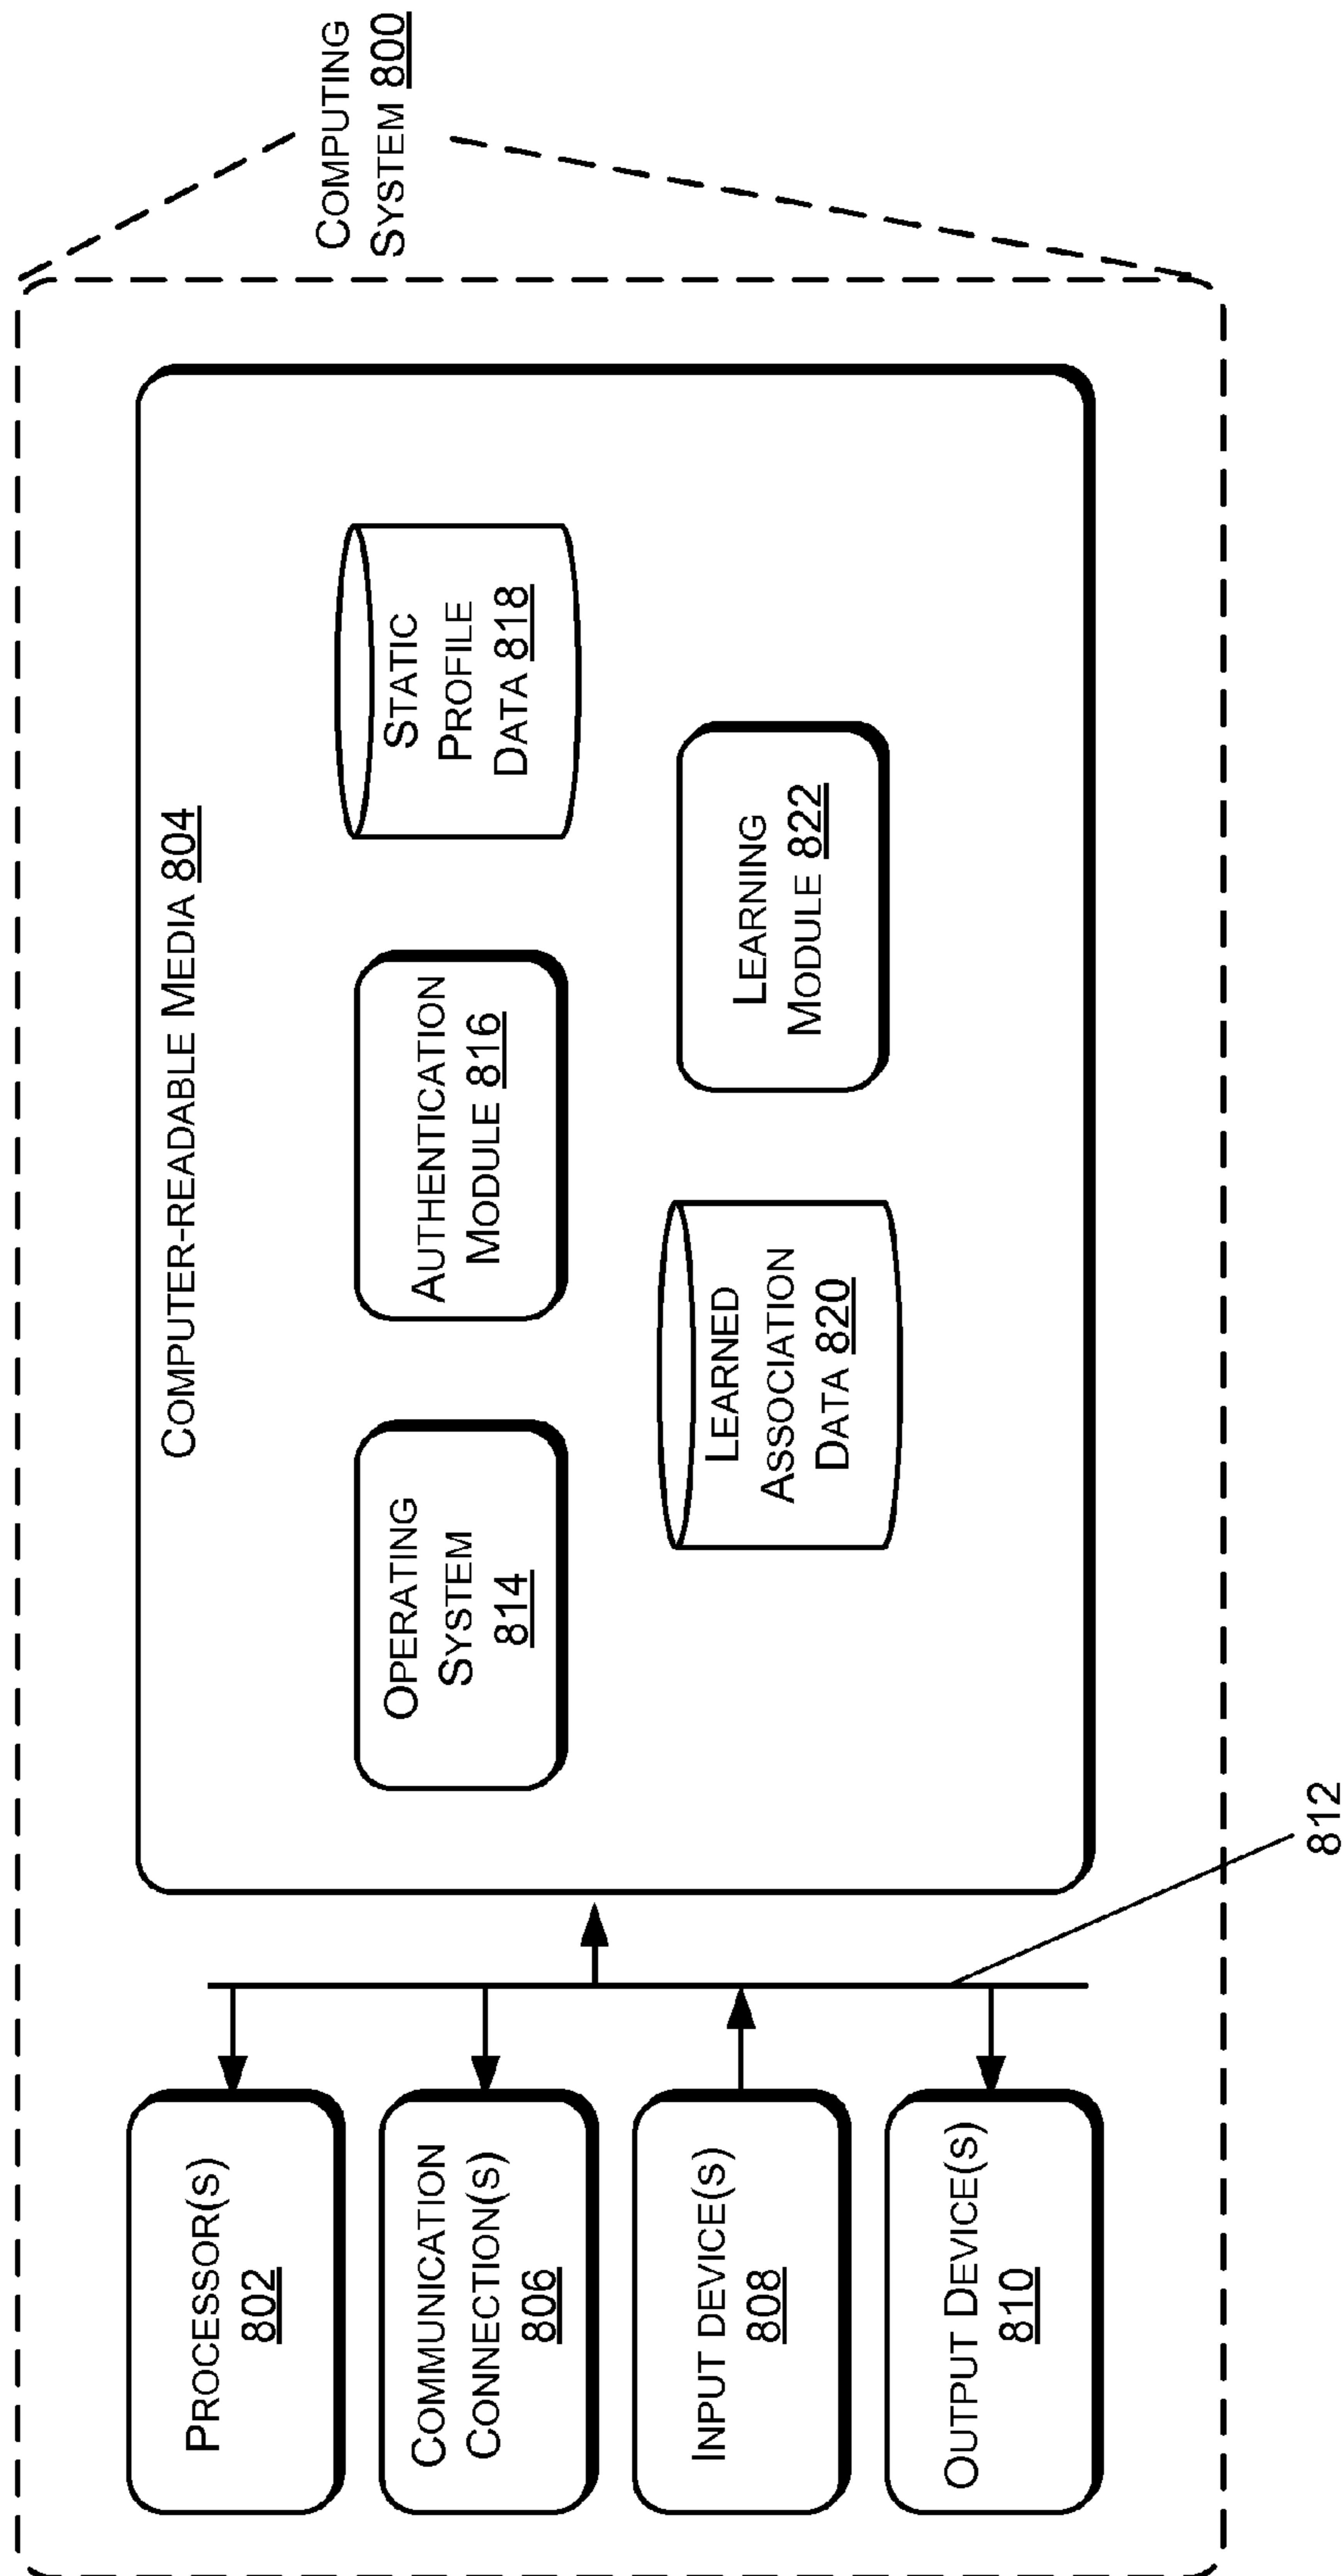 COMPUTING
SYSTEM 800
COMPUTER-READABLE MEDIA 804
PROCESSOR(S)
802
COMMUNICATION
CONNECTION(S)
806
INPUT DEVICE(S)
808
OUTPUT DEVICE(S)
810
OPERATING
SYSTEM
814
AUTHENTICATION
MODULE 816
STATIC
PROFILE
DATA 818
LEARNED
ASSOCIATION
DATA 820
LEARNING
MODULE 822
812